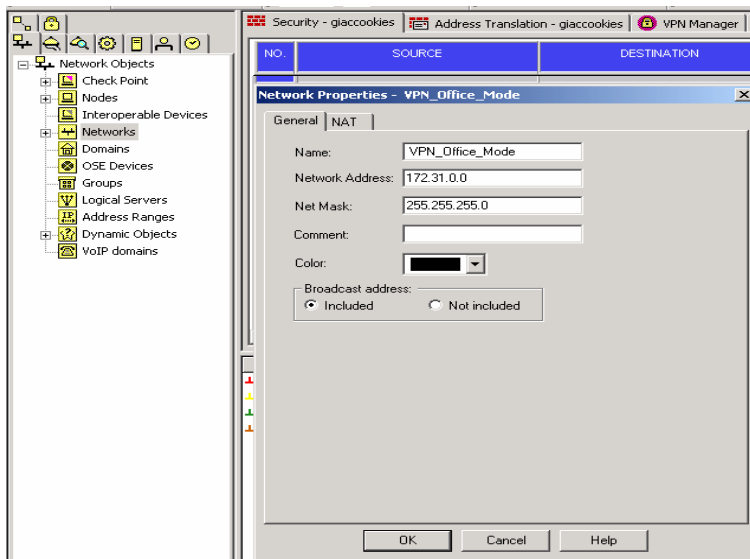 Security - giaccookies
Address Translation - giaccookies
VPN Manager
NO.
SOURCE
DESTINATION
Network Objects
Check Point
Nodes
Interoperable Devices
Networks
Domains
OSE Devices
Groups
Logical Servers
Address Ranges
Dynamic Objects
VoIP domains
Network Properties - VPN_Office_Mode
General
NAT
Name: VPN_Office_Mode
Network Address: 172.31.0.0
Net Mask: 255.255.255.0
Comment:
Color:
Broadcast address:
Included
Not included
OK
Cancel
Help